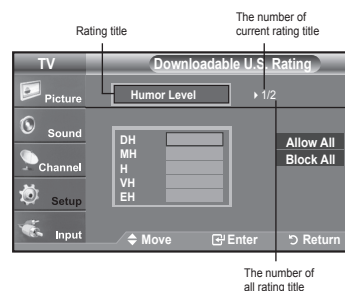 The number of
current rating title
Rating title
TV
Downloadable U.S. Rating
Picture
Humor Level
1/2
Sound
DH
MH
H
VH
EH
Allow All
Block All
Channel
Setup
Input
Move
Enter
Return
The number of
all rating title